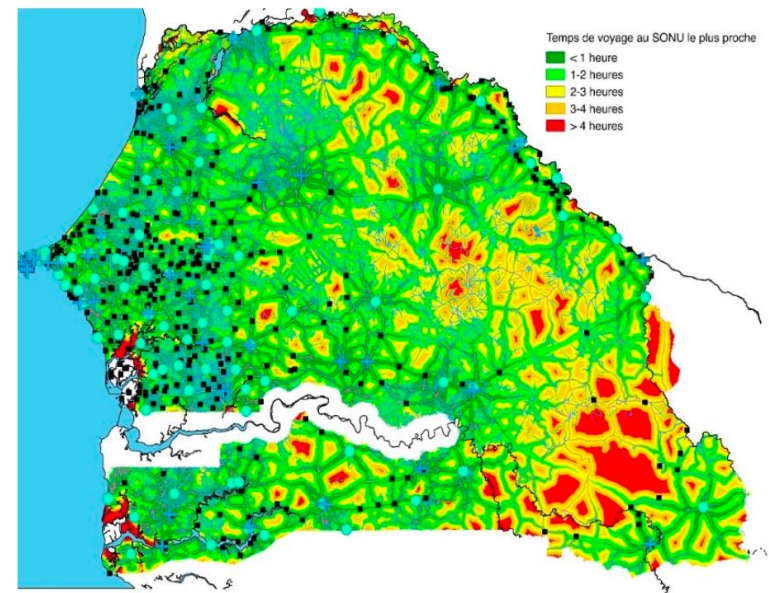 Temps de voyage au SONU le plus proche
< 1 heure
1-2 heures
2-3 heures
3-4 heures
> 4 heures